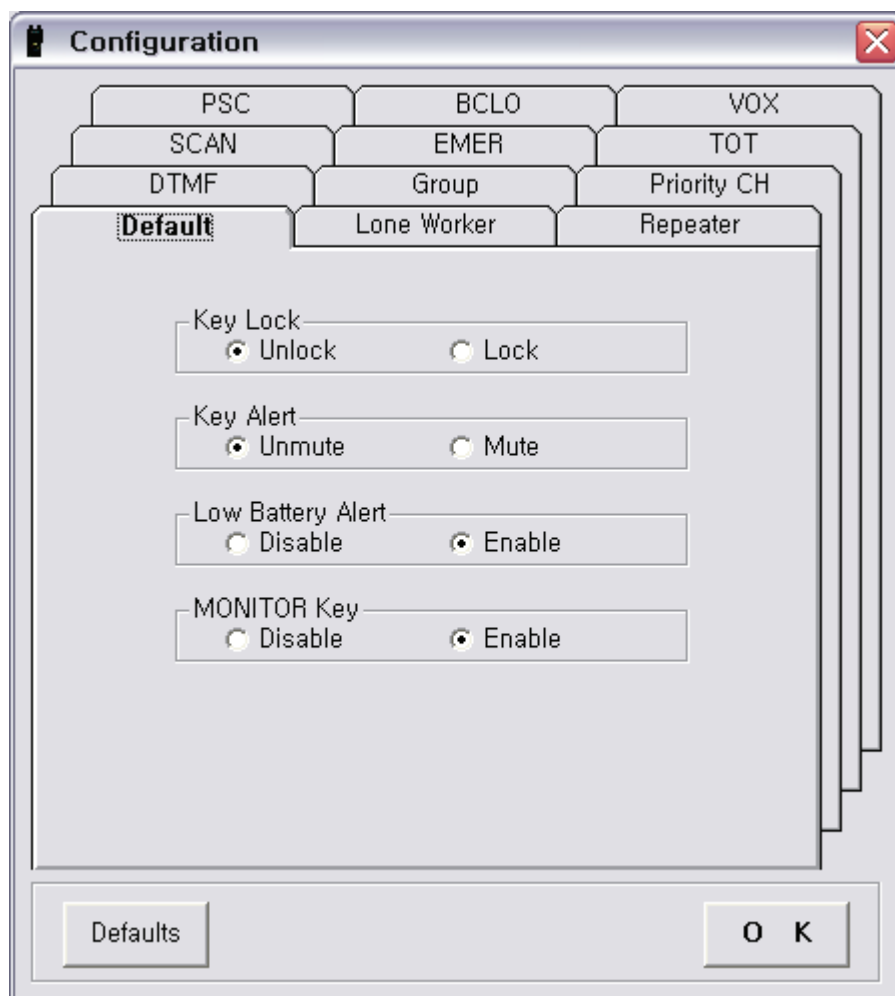 Configuration
PSC BCLO VOX
SCAN EMER TOT
DTMF Group Priority CH
Default Lone Worker Repeater
Key Lock
Unlock Lock
Key Alert
Unmute Mute
Low Battery Alert
Disable Enable
MONITOR Key
Disable Enable
Defaults O K